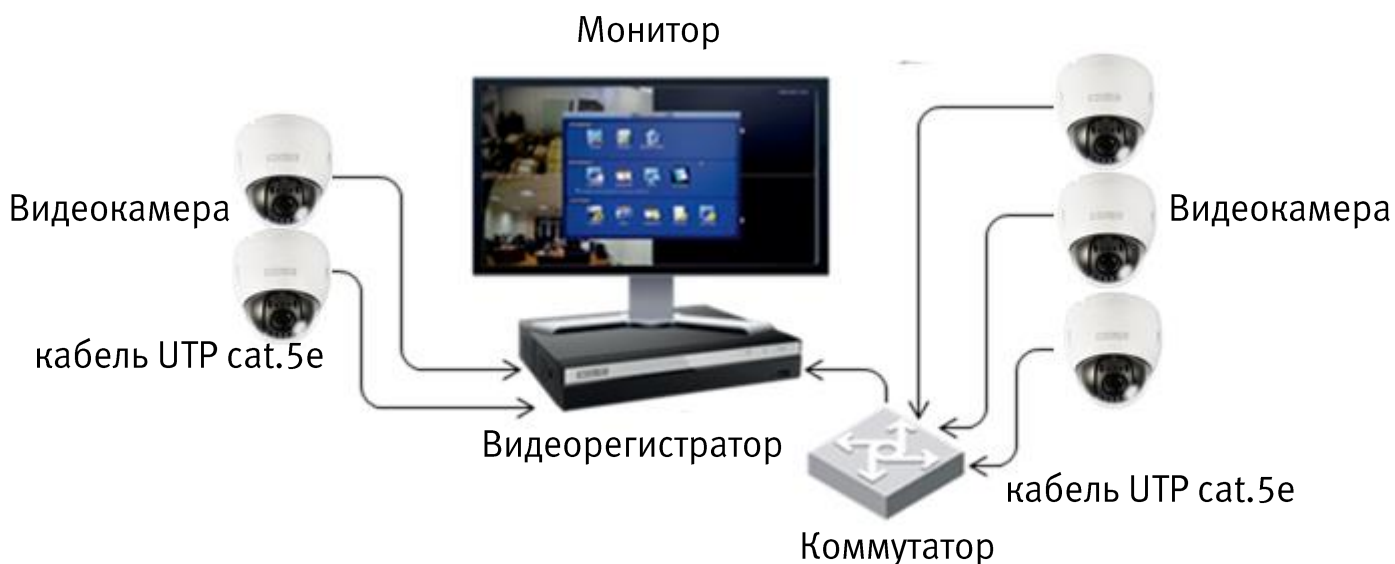 Монитор
Видеокамера
Видеокамера
кабель UTP cat.5e
Видеорегистратор
кабель UTP cat.5e
Коммутатор